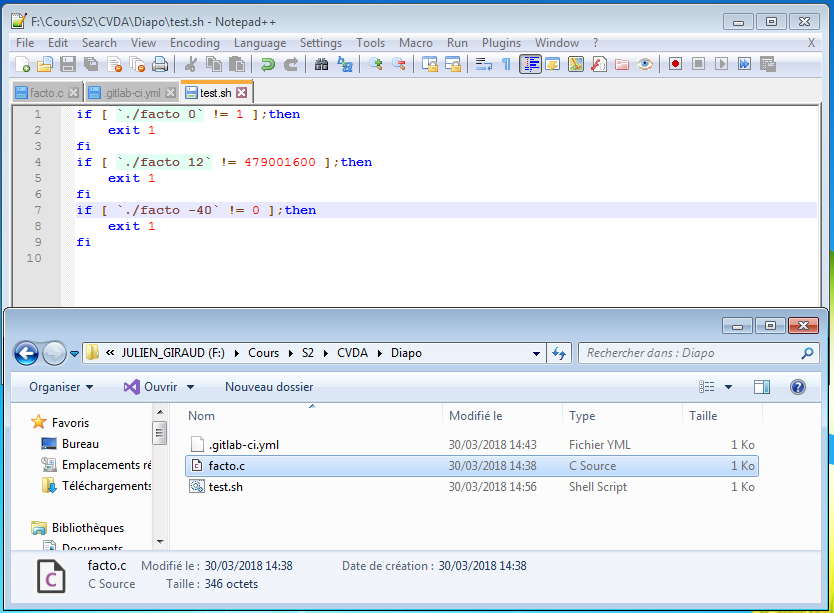 F:\Cours\S2\CVDA\Diapo\test.sh - Notepad++
File Edit Search View Encoding Language Settings Tools Macro Run Plugins Window ? X
facto.c .gitlab-ci.yml test.sh
1 if [ `./facto 0` != 1 ];then
2 exit 1
3 fi
4 if [ `./facto 12` != 479001600 ];then
5 exit 1
6 fi
7 if [ `./facto -40` != 0 ];then
8 exit 1
9 fi
10
« JULIEN_GIRAUD (F:) Cours S2 CVDA Diapo Rechercher dans : Diapo
Organiser Ouvrir Nouveau dossier
Nom Modifié le Type Taille
Favoris
Bureau
Emplacements ré
Téléchargements
Bibliothèques
Documents
.gitlab-ci.yml 30/03/2018 14:43 Fichier YML 1 Ko
facto.c 30/03/2018 14:38 C Source 1 Ko
test.sh 30/03/2018 14:56 Shell Script 1 Ko
facto.c Modifié le : 30/03/2018 14:38 Date de création : 30/03/2018 14:38
C Source Taille : 346 octets